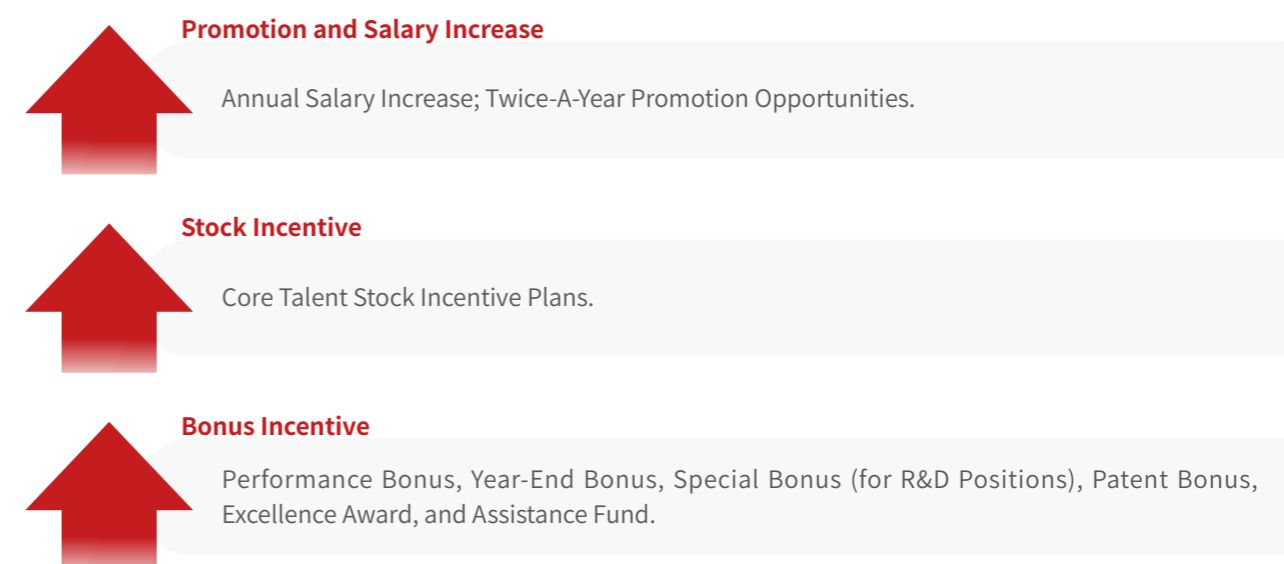 Promotion and Salary Increase
Annual Salary Increase; Twice-A-Year Promotion Opportunities.
Stock Incentive
Core Talent Stock Incentive Plans.
Bonus Incentive
Performance Bonus, Year-End Bonus, Special Bonus (for R&D Positions), Patent Bonus,
Excellence Award, and Assistance Fund.